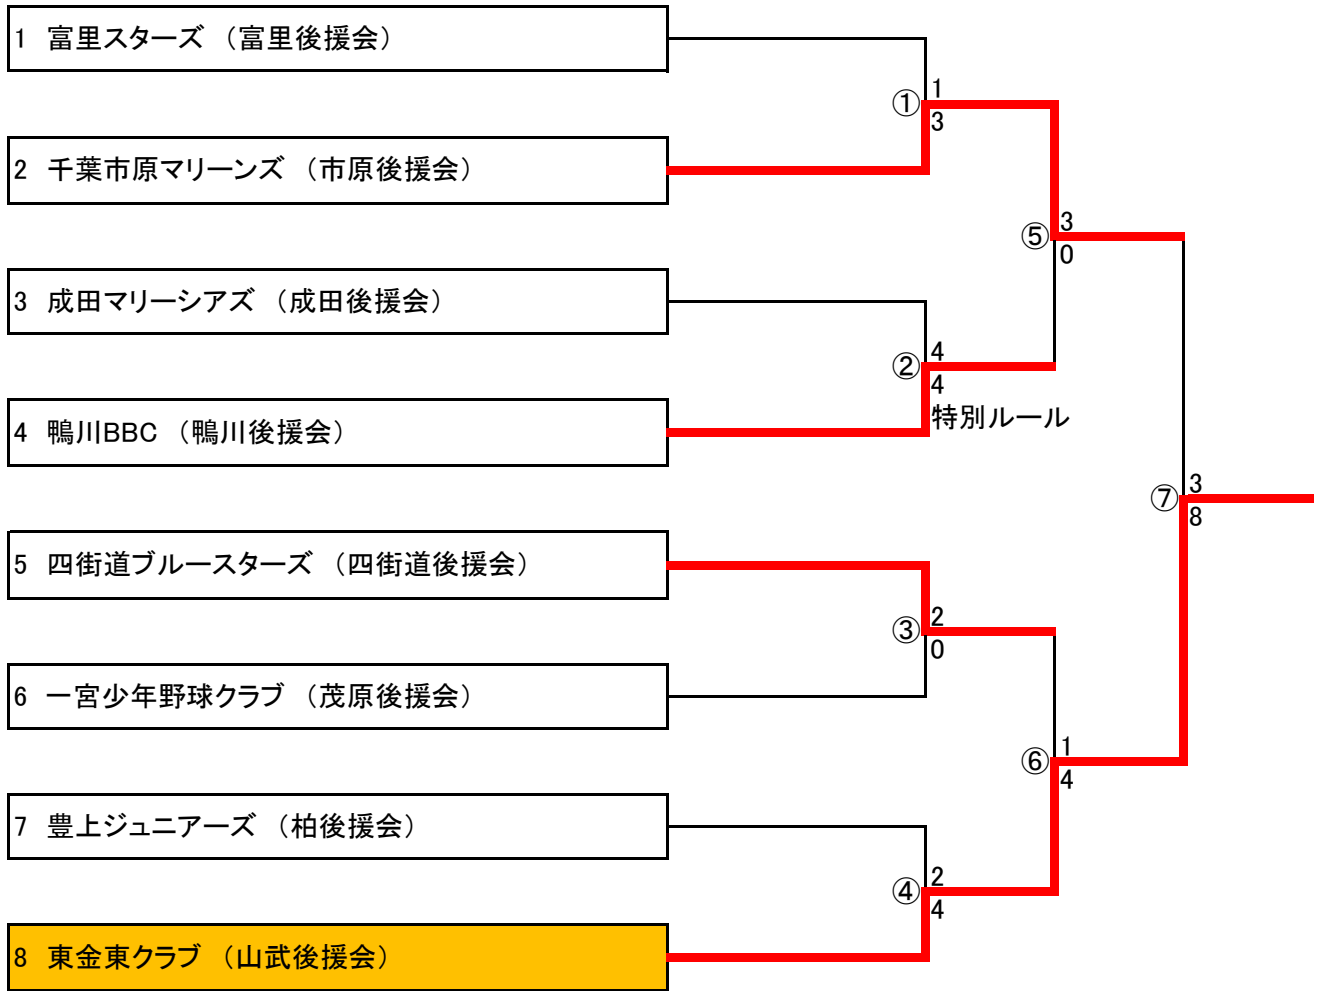 1 富里スターズ （富里後援会）
1
①
3
2 千葉市原マリーンズ （市原後援会）
3
⑤
0
3 成田マリーシアズ （成田後援会）
4
②
4
特別ルール
4 鴨川BBC （鴨川後援会）
3
⑦
8
5 四街道ブルースターズ （四街道後援会）
2
③
0
6 一宮少年野球クラブ （茂原後援会）
1
⑥
4
7 豊上ジュニアーズ （柏後援会）
2
④
4
8 東金東クラブ （山武後援会）